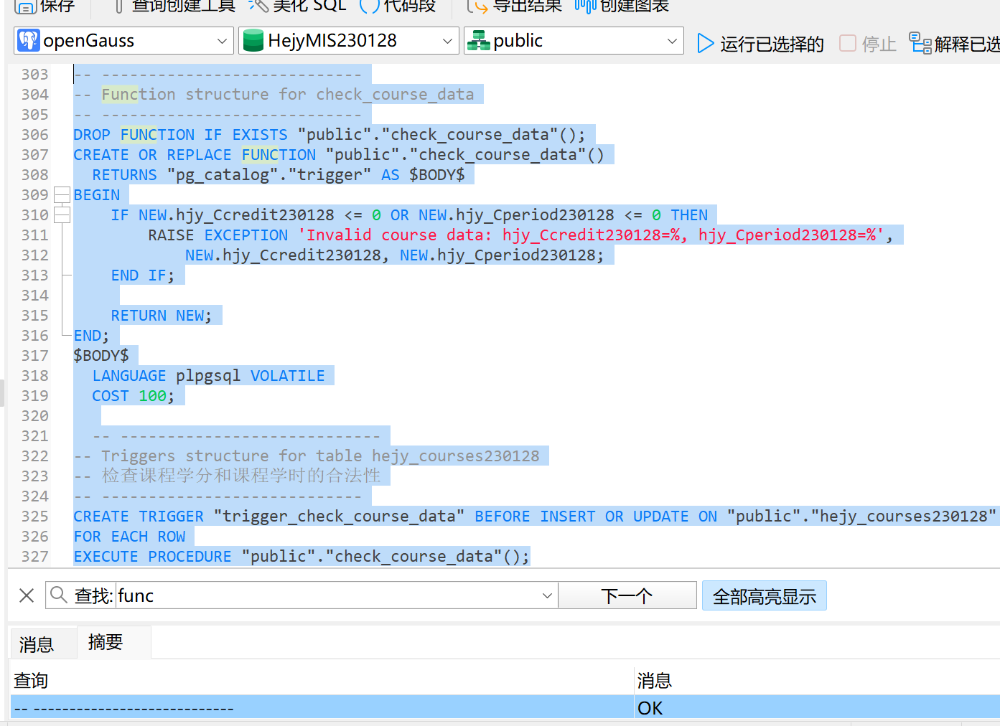 保存 查询创建工具 美化 SQL 代码段 导出结果 创建图表
openGauss HejyMIS230128 public 运行已选择的 停止 解释已选
303 -- ----------------------------
304 -- Function structure for check_course_data
305 -- ----------------------------
306 DROP FUNCTION IF EXISTS "public"."check_course_data"();
307 CREATE OR REPLACE FUNCTION "public"."check_course_data"()
308   RETURNS "pg_catalog"."trigger" AS $BODY$
309 BEGIN
310     IF NEW.hjy_Ccredit230128 <= 0 OR NEW.hjy_Cperiod230128 <= 0 THEN
311         RAISE EXCEPTION 'Invalid course data: hjy_Ccredit230128=%, hjy_Cperiod230128=%',
312             NEW.hjy_Ccredit230128, NEW.hjy_Cperiod230128;
313     END IF;
314
315     RETURN NEW;
316 END;
317 $BODY$
318   LANGUAGE plpgsql VOLATILE
319   COST 100;
320
321   -- ----------------------------
322 -- Triggers structure for table hejy_courses230128
323 -- 检查课程学分和课程学时的合法性
324 -- ----------------------------
325 CREATE TRIGGER "trigger_check_course_data" BEFORE INSERT OR UPDATE ON "public"."hejy_courses230128"
326 FOR EACH ROW
327 EXECUTE PROCEDURE "public"."check_course_data"();
查找: func 下一个 全部高亮显示
消息 摘要
查询 消息
-- ---------------------------- OK